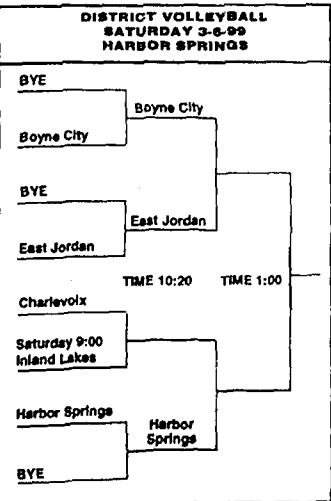 DISTRICT VOLLEYBALL
SATURDAY 3-6-99
HARBOR SPRINGS
BYE
Boyne City
Boyne City
BYE
East Jordan
East Jordan
TIME 10:20
TIME 1:00
Charlevoix
Saturday 9:00
Inland Lakes
Harbor Springs
Harbor
Springs
BYE